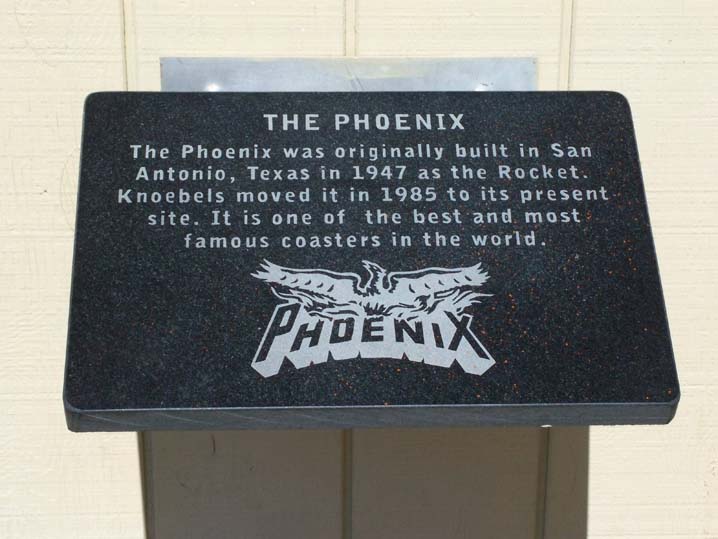 THE PHOENIX
The Phoenix was originally built in San
Antonio, Texas in 1947 as the Rocket.
Knoebels moved it in 1985 to its present
site. It is one of the best and most
famous coasters in the world.
PHOENIX